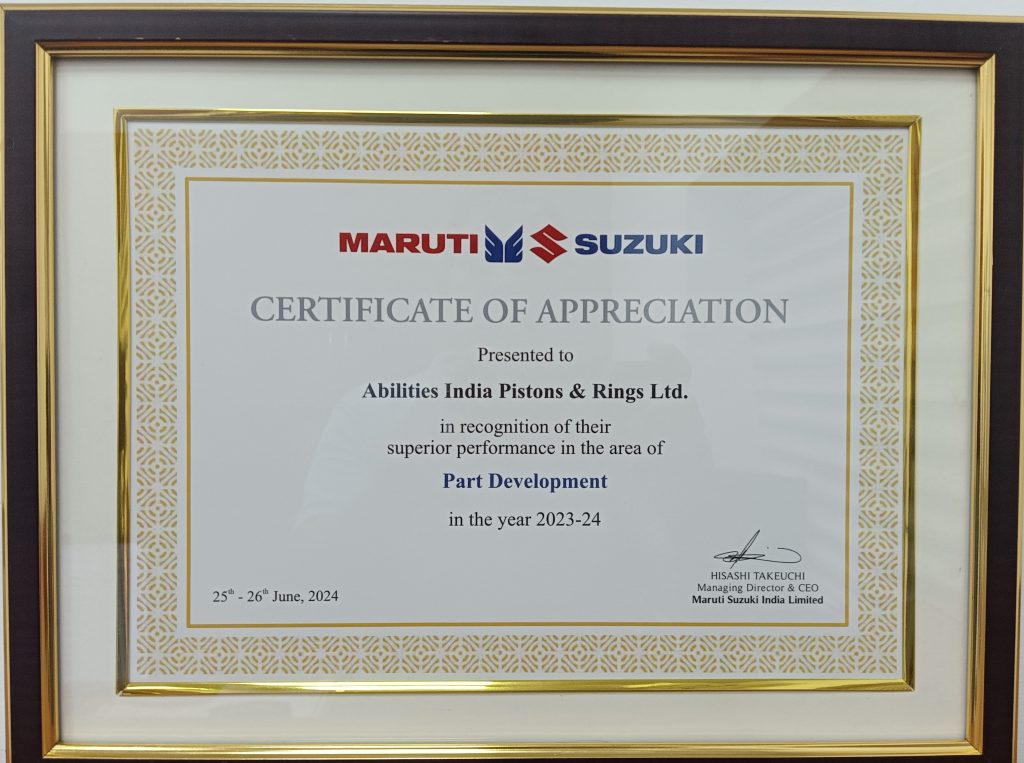 MARUTI SUZUKI
CERTIFICATE OF APPRECIATION
Presented to
Abilities India Pistons & Rings Ltd.
in recognition of their
superior performance in the area of
Part Development
in the year 2023-24
25th - 26th June, 2024
HISASHI TAKEUCHI
Managing Director & CEO
Maruti Suzuki India Limited